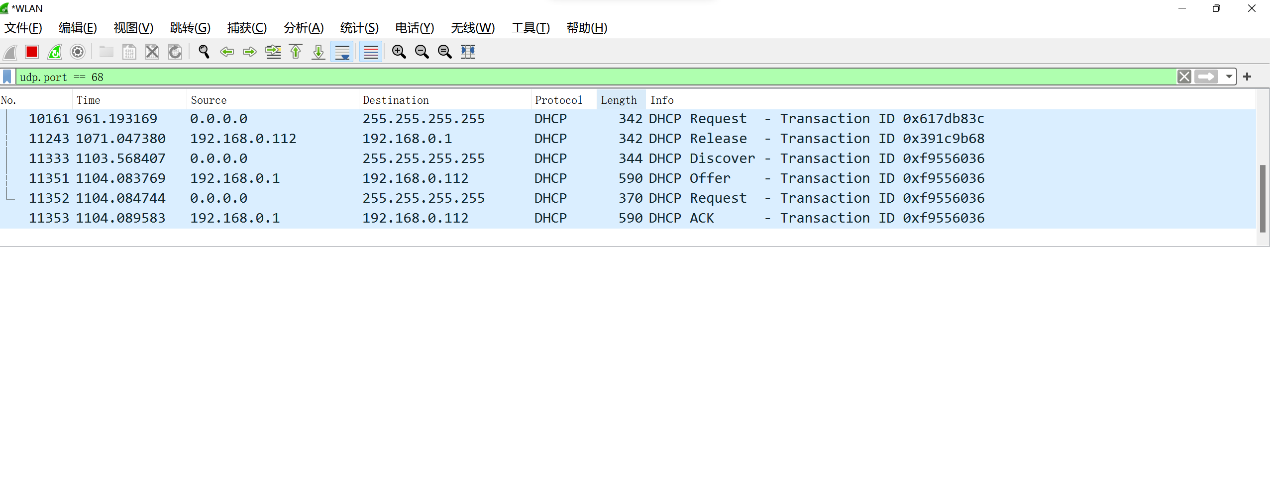 *WLAN
文件(F) 编辑(E) 视图(V) 跳转(G) 捕获(C) 分析(A) 统计(S) 电话(Y) 无线(W) 工具(T) 帮助(H)
udp.port == 68
No. Time Source Destination Protocol Length Info
10161 961.193169 0.0.0.0 255.255.255.255 DHCP 342 DHCP Request - Transaction ID 0x617db83c
11243 1071.047380 192.168.0.112 192.168.0.1 DHCP 342 DHCP Release - Transaction ID 0x391c9b68
11333 1103.568407 0.0.0.0 255.255.255.255 DHCP 344 DHCP Discover - Transaction ID 0xf9556036
11351 1104.083769 192.168.0.1 192.168.0.112 DHCP 590 DHCP Offer - Transaction ID 0xf9556036
11352 1104.084744 0.0.0.0 255.255.255.255 DHCP 370 DHCP Request - Transaction ID 0xf9556036
11353 1104.089583 192.168.0.1 192.168.0.112 DHCP 590 DHCP ACK - Transaction ID 0xf9556036